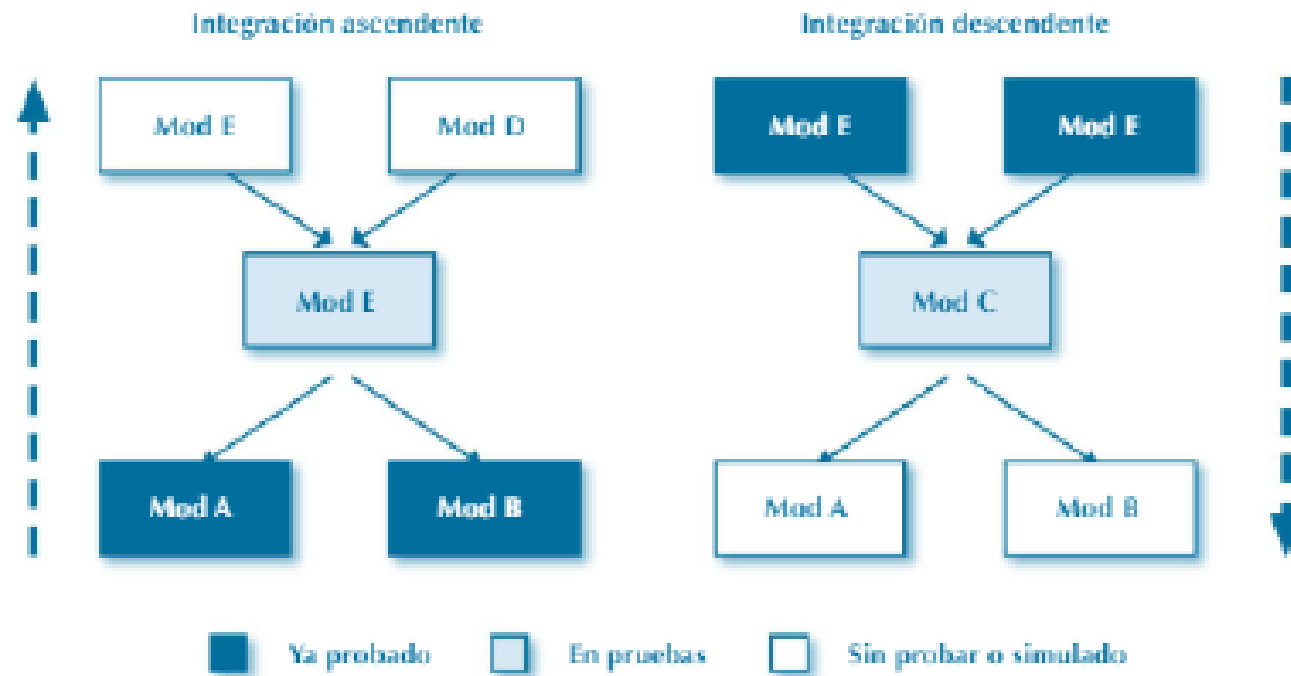 Integración ascendente
Integración descendente
Mod E
Mod D
Mod E
Mod E
Mod E
Mod C
Mod A
Mod B
Mod A
Mod B
Ya probado
En pruebas
Sin probar o simulado